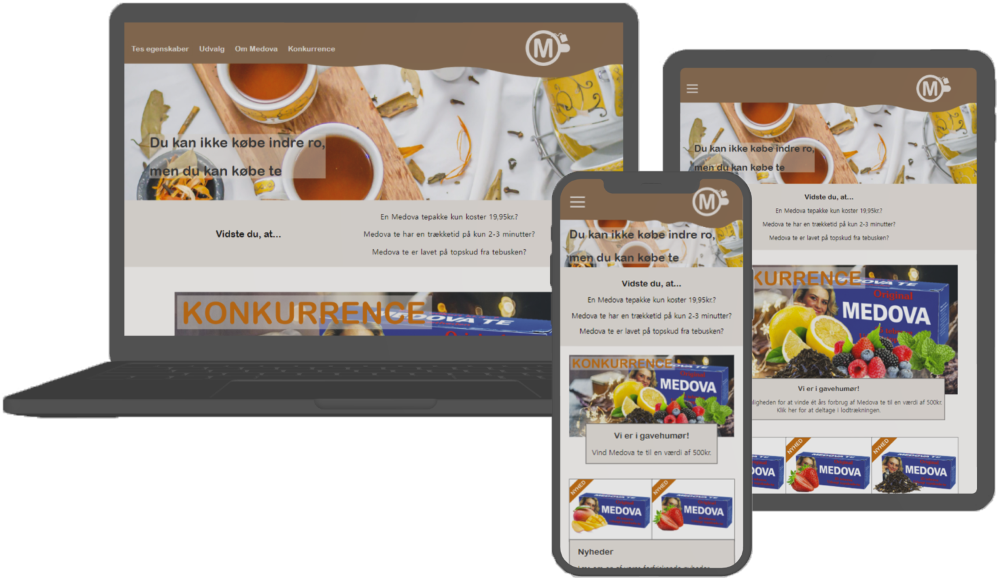 Tes egenskaber Udvalg Om Medova Konkurrence
M
Du kan ikke købe indre ro,
men du kan købe te
Vidste du, at...
En Medova tepakke kun koster 19,95kr.?
Medova te har en trækketid på kun 2-3 minutter?
Medova te er lavet på topskud fra tebusken?
KONKURRENCE
MEDOVA TE
M
Du kan ikke købe indre ro,
men du kan købe te
Vidste du, at...
En Medova tepakke kun koster 19,95kr.?
Medova te har en trækketid på kun 2-3 minutter?
Medova te er lavet på topskud fra tebusken?
KONKURRENCE
Original
MEDOVA
Vi er i gavehumør!
Vind Medova te til en værdi af 500kr.
NYHED
MEDOVA
NYHED
MEDOVA
Nyheder
M
Du kan ikke købe indre ro,
men du kan købe te
Vidste du, at...
En Medova tepakke kun koster 19,95kr.?
Medova te har en trækketid på kun 2-3 minutter?
Medova te er lavet på topskud fra tebusken?
KURRENCE
MEDOVA TE
Original
MEDOVA
Vi er i gavehumør!
ligheden for at vinde ét års forbrug af Medova te til en værdi af 500kr.
Klik her for at deltage i lodtrækningen.
NYHED
MEDOVA
NYHED
MEDOVA